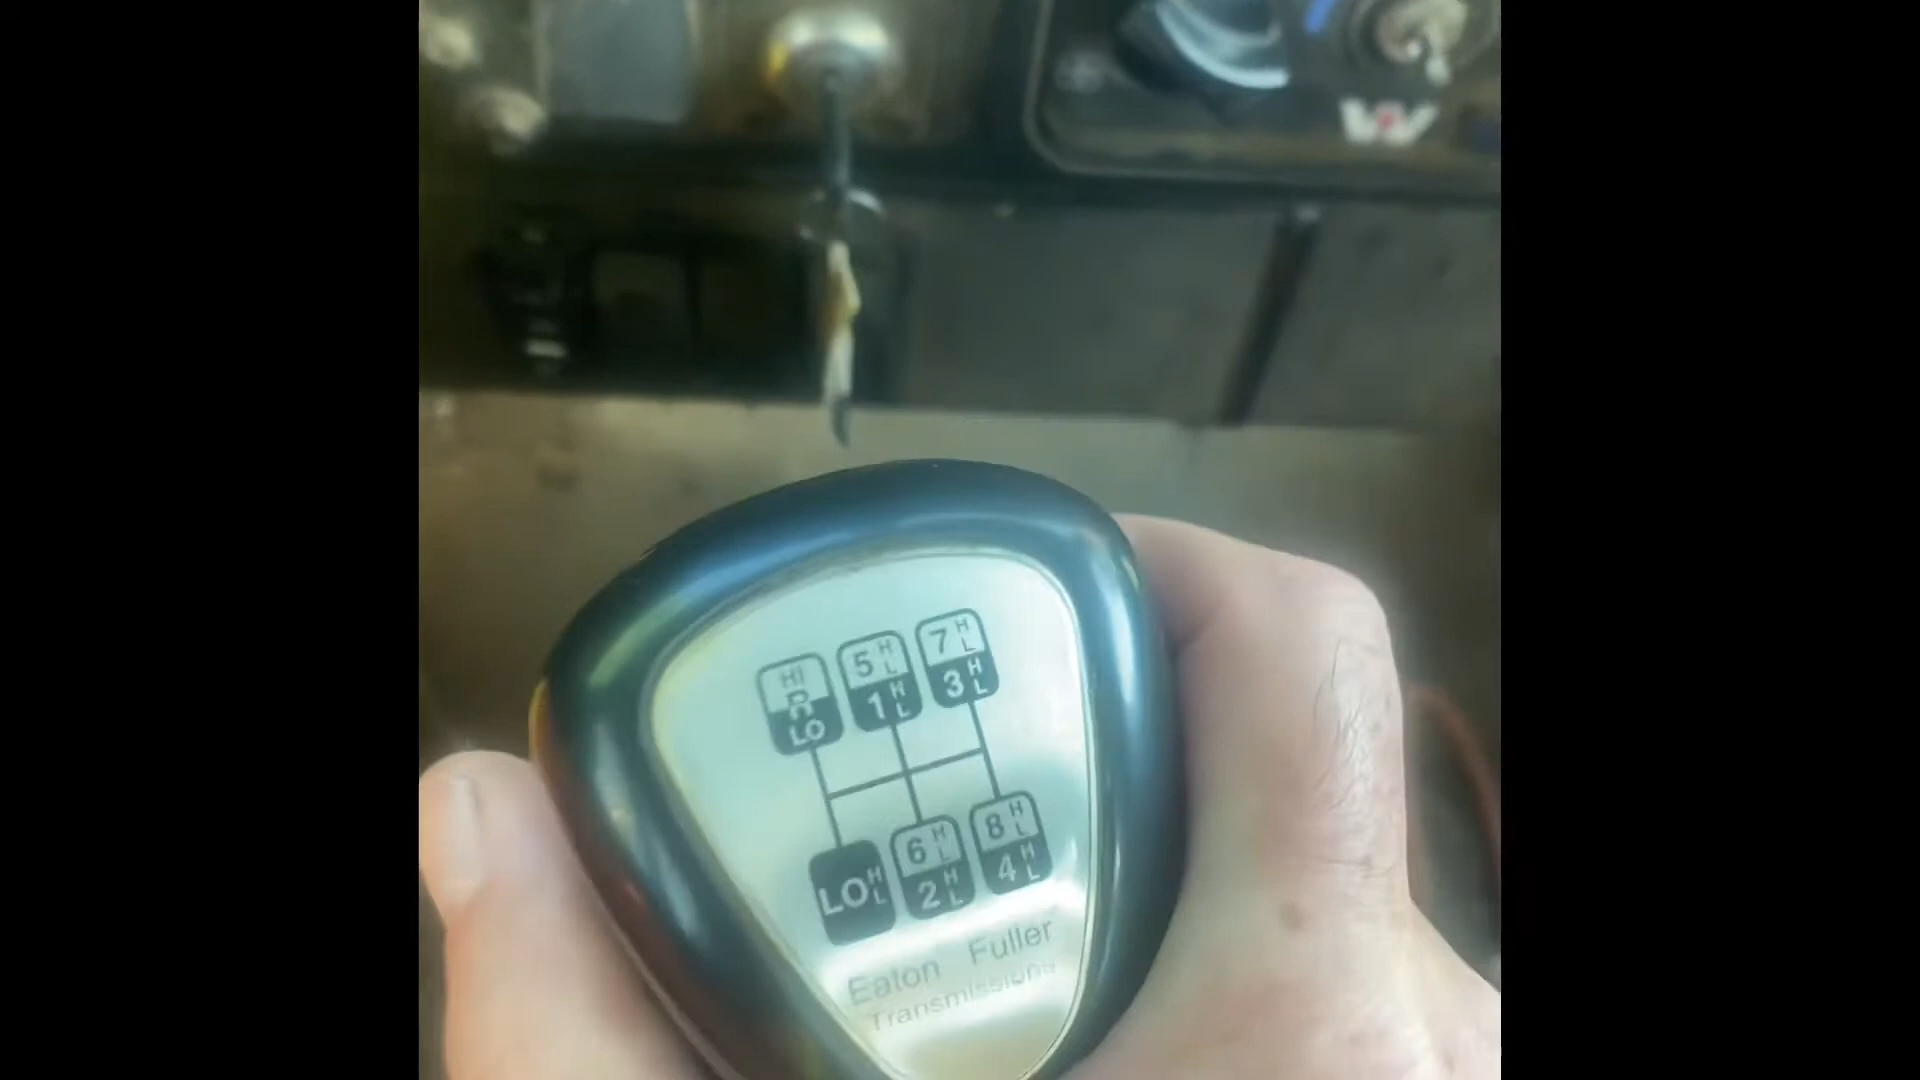 HI R LO
5 H L
1 H L
7 H L
3 H L
LO H L
6 H L
2 H L
8 H L
4 H L
Eaton Fuller
Transmissions